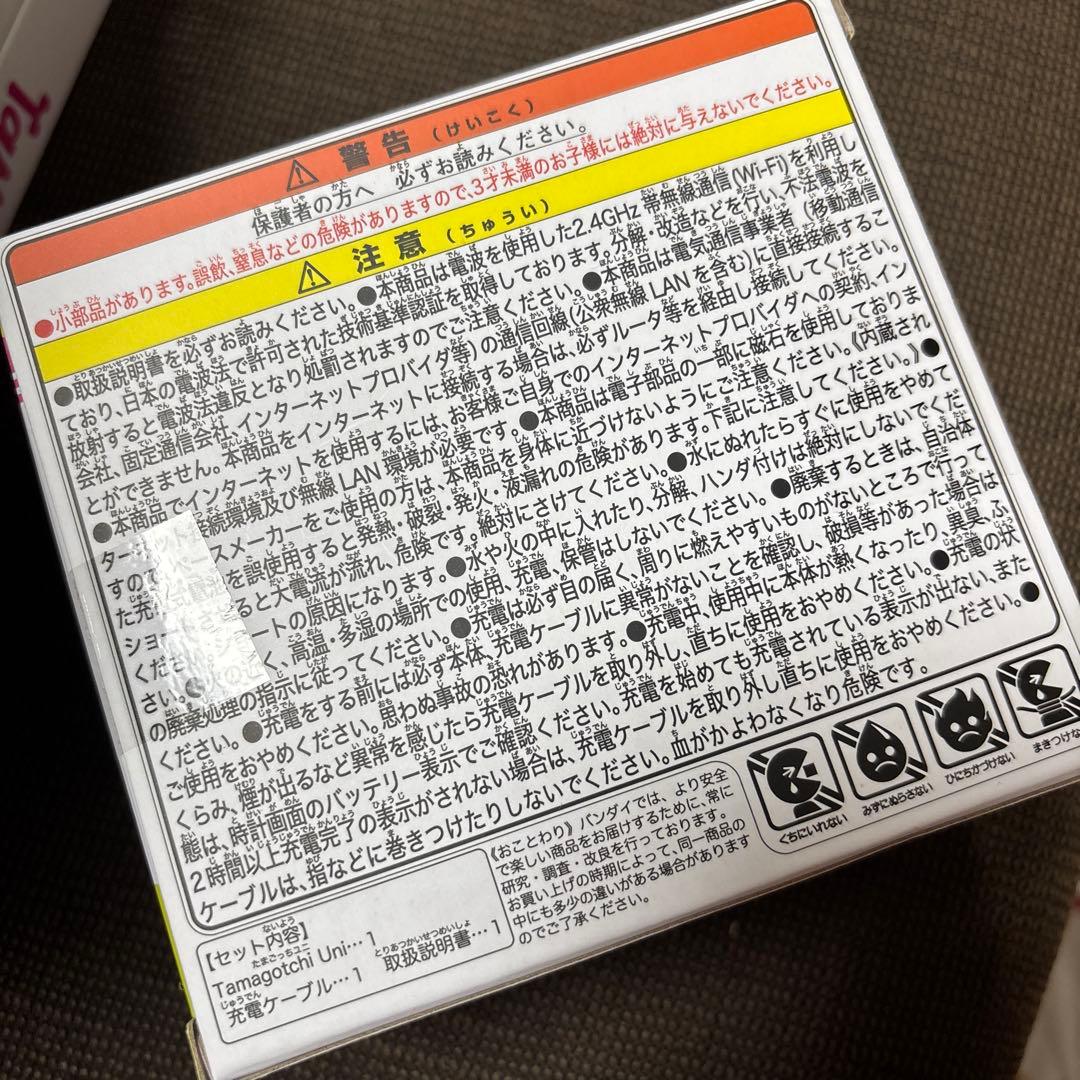 Tam
警告（けいこく）
保護者の方へ 必ずお読みください。
●小部品があります。誤飲、窒息などの危険がありますので、3才未満のお子様には絶対に与えないでください。
注意（ちゅうい）
●取扱説明書を必ずお読みください。●本商品は電波を使用した2.4GHz 帯無線通信(Wi-Fi)を利用し
ており、日本の電波法で許可された技術基準認証を取得しております。分解・改造などを行い、不法電波を
放射すると電波法違反となり処罰されますのでご注意ください。●本商品は電気通信事業者（移動通信
会社、固定通信会社、インターネットプロバイダ等）の通信回線(公衆無線LANを含む)に直接接続するこ
とができません。本商品をインターネットに接続する場合は、必ずルータ等を経由し接続してください。
●本商品でインターネットを使用するには、お客様ご自身でのインターネットプロバイダへの契約、イン
ターネット接続環境及び無線LAN環境が必要です。●本商品は電子部品の一部に磁石を使用しておりま
すので、ペースメーカーをご使用の方は、本商品を身体に近づけないようにご注意ください。《内蔵され
た充電池》を誤使用すると発熱・破裂・発火・液漏れの危険があります。下記に注意してください。》●
ショートすると大電流が流れ、危険です。絶対にさけてください。●水にぬれたらすぐに使用をやめて
ください。ショートの原因になります。●水や火の中に入れたり、分解、ハンダ付けは絶対にしないでくだ
さい。●火のそば、高温・多湿の場所での使用、充電、保管はしないでください。●廃棄するときは、自治体
の廃棄処理の指示に従ってください。●充電は必ず目の届く、周りに燃えやすいものがないところで行って
ください。●充電をする前には必ず本体、充電ケーブルに異常がないことを確認し、破損等があった場合は
ご使用をおやめください。思わぬ事故の恐れがあります。●充電中、使用中に本体が熱くなったり、異臭、ふ
くらみ、煙が出るなど異常を感じたら充電ケーブルを取り外し、直ちに使用をおやめください。●充電の状
態は、時計画面のバッテリー表示でご確認ください。充電を始めても充電されている表示が出ない、また
2時間以上充電完了の表示がされない場合は、充電ケーブルを取り外し直ちに使用をおやめください。●
ケーブルは、指などに巻きつけたりしないでください。血がかよわなくなり危険です。
くちにいれない
みずにぬらさない
ひにちかづけない
まきつけな
《おことわり》バンダイでは、より安全
で楽しい商品をお届けするために、常に
研究・調査・改良を行っております。
お買い上げの時期によって、同一商品の
中にも多少の違いがある場合があります
のでご了承ください。
【セット内容】
Tamagotchi Uni…1 取扱説明書…1
充電ケーブル…1